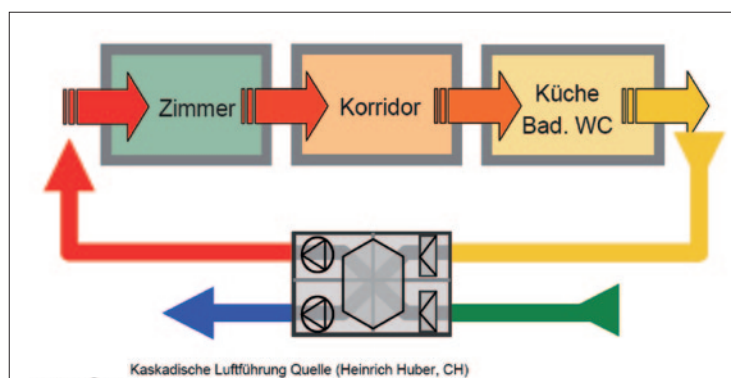 Zimmer
Korridor
Küche
Bad. WC
Kaskadische Luftführung Quelle (Heinrich Huber, CH)